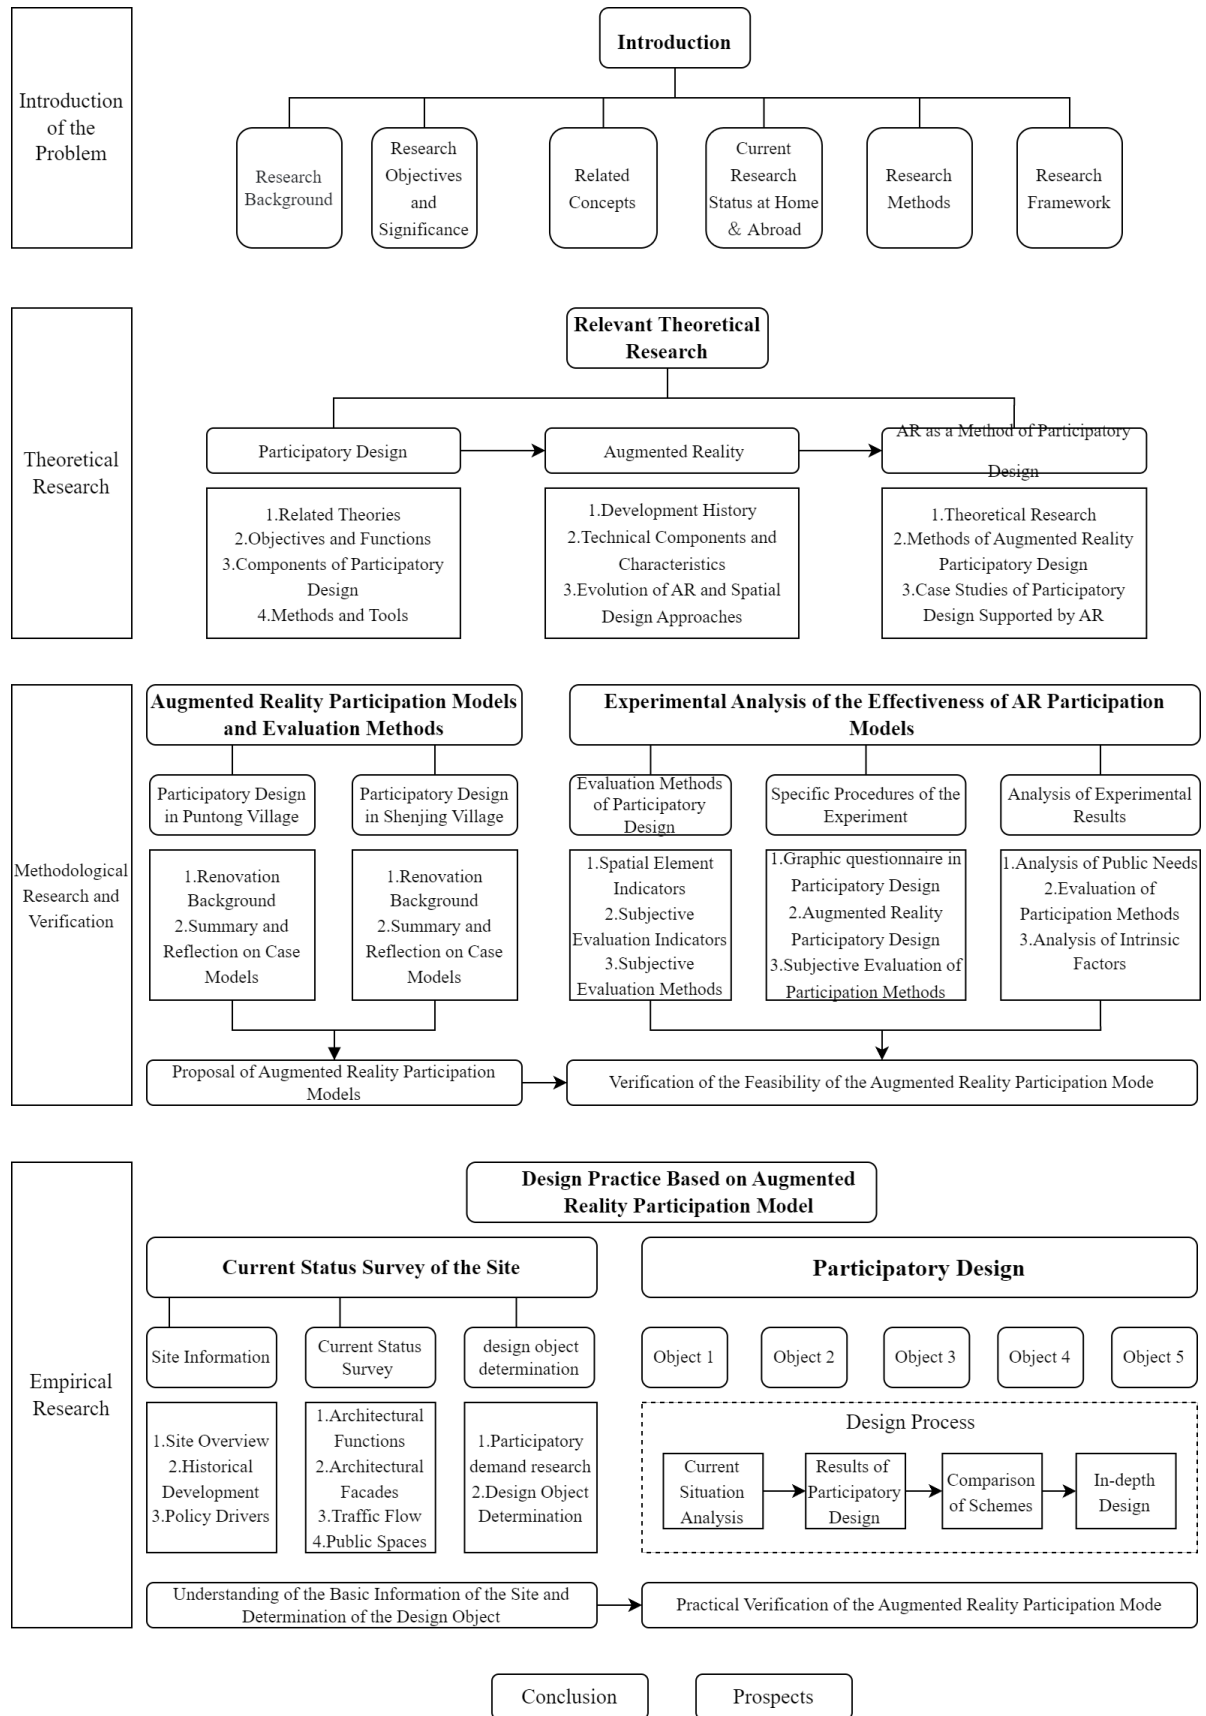 Introduction
of the
Problem
Introduction
Research
Background
Research
Objectives
and
Significance
Related
Concepts
Current
Research
Status at Home
& Abroad
Research
Methods
Research
Framework
Theoretical
Research
Relevant Theoretical
Research
Participatory Design
Augmented Reality
AR as a Method of Participatory
Design
1.Related Theories
2.Objectives and Functions
3.Components of Participatory
Design
4.Methods and Tools
1.Development History
2.Technical Components and
Characteristics
3.Evolution of AR and Spatial
Design Approaches
1.Theoretical Research
2.Methods of Augmented Reality
Participatory Design
3.Case Studies of Participatory
Design Supported by AR
Methodological
Research and
Verification
Augmented Reality Participation Models
and Evaluation Methods
Participatory Design
in Puntong Village
Participatory Design
in Shenjing Village
1.Renovation
Background
2.Summary and
Reflection on Case
Models
1.Renovation
Background
2.Summary and
Reflection on Case
Models
Proposal of Augmented Reality Participation
Models
Experimental Analysis of the Effectiveness of AR Participation
Models
Evaluation Methods
of Participatory
Design
Specific Procedures of the
Experiment
Analysis of Experimental
Results
1.Spatial Element
Indicators
2.Subjective
Evaluation Indicators
3.Subjective
Evaluation Methods
1.Graphic questionnaire in
Participatory Design
2.Augmented Reality
Participatory Design
3.Subjective Evaluation of
Participation Methods
1.Analysis of Public Needs
2.Evaluation of
Participation Methods
3.Analysis of Intrinsic
Factors
Verification of the Feasibility of the Augmented Reality Participation Mode
Empirical
Research
Design Practice Based on Augmented
Reality Participation Model
Current Status Survey of the Site
Site Information
Current Status
Survey
design object
determination
1.Site Overview
2.Historical
Development
3.Policy Drivers
1.Architectural
Functions
2.Architectural
Facades
3.Traffic Flow
4.Public Spaces
1.Participatory
demand research
2.Design Object
Determination
Understanding of the Basic Information of the Site and
Determination of the Design Object
Participatory Design
Object 1
Object 2
Object 3
Object 4
Object 5
Design Process
Current
Situation
Analysis
Results of
Participatory
Design
Comparison
of Schemes
In-depth
Design
Practical Verification of the Augmented Reality Participation Mode
Conclusion
Prospects